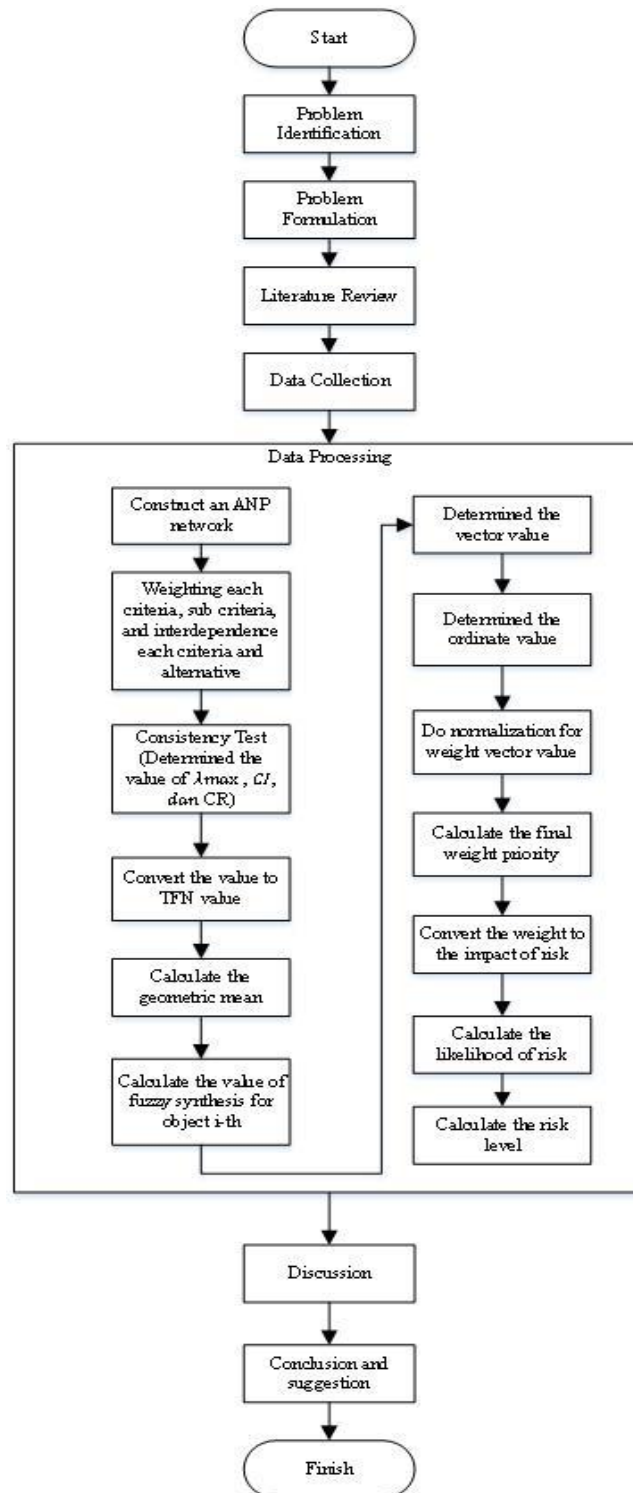 Start
Problem
Identification
Problem
Formulation
Literature Review
Data Collection
Data Processing
Construct an ANP
network
Weighting each
criteria, sub criteria,
and interdependence
each criteria and
alternative
Consistency Test
(Determined the
value of λmax , CI,
dan CR)
Convert the value to
TFN value
Calculate the
geometric mean
Calculate the value of
fuzzy synthesis for
object i-th
Determined the
vector value
Determined the
ordinate value
Do normalization for
weight vector value
Calculate the final
weight priority
Convert the weight to
the impact of risk
Calculate the
likelihood of risk
Calculate the risk
level
Discussion
Conclusion and
suggestion
Finish